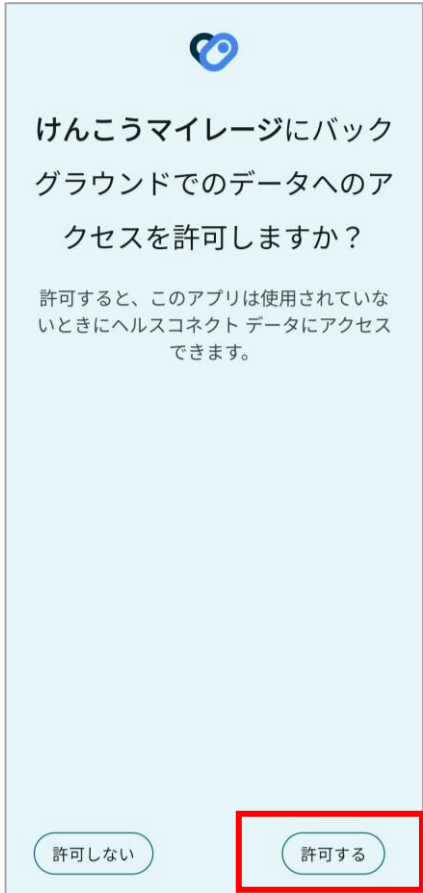 けんこうマイレージにバック
グラウンドでのデータへのア
クセスを許可しますか？
許可すると、このアプリは使用されていな
いときにヘルスコネクト データにアクセス
できます。
許可しない
許可する